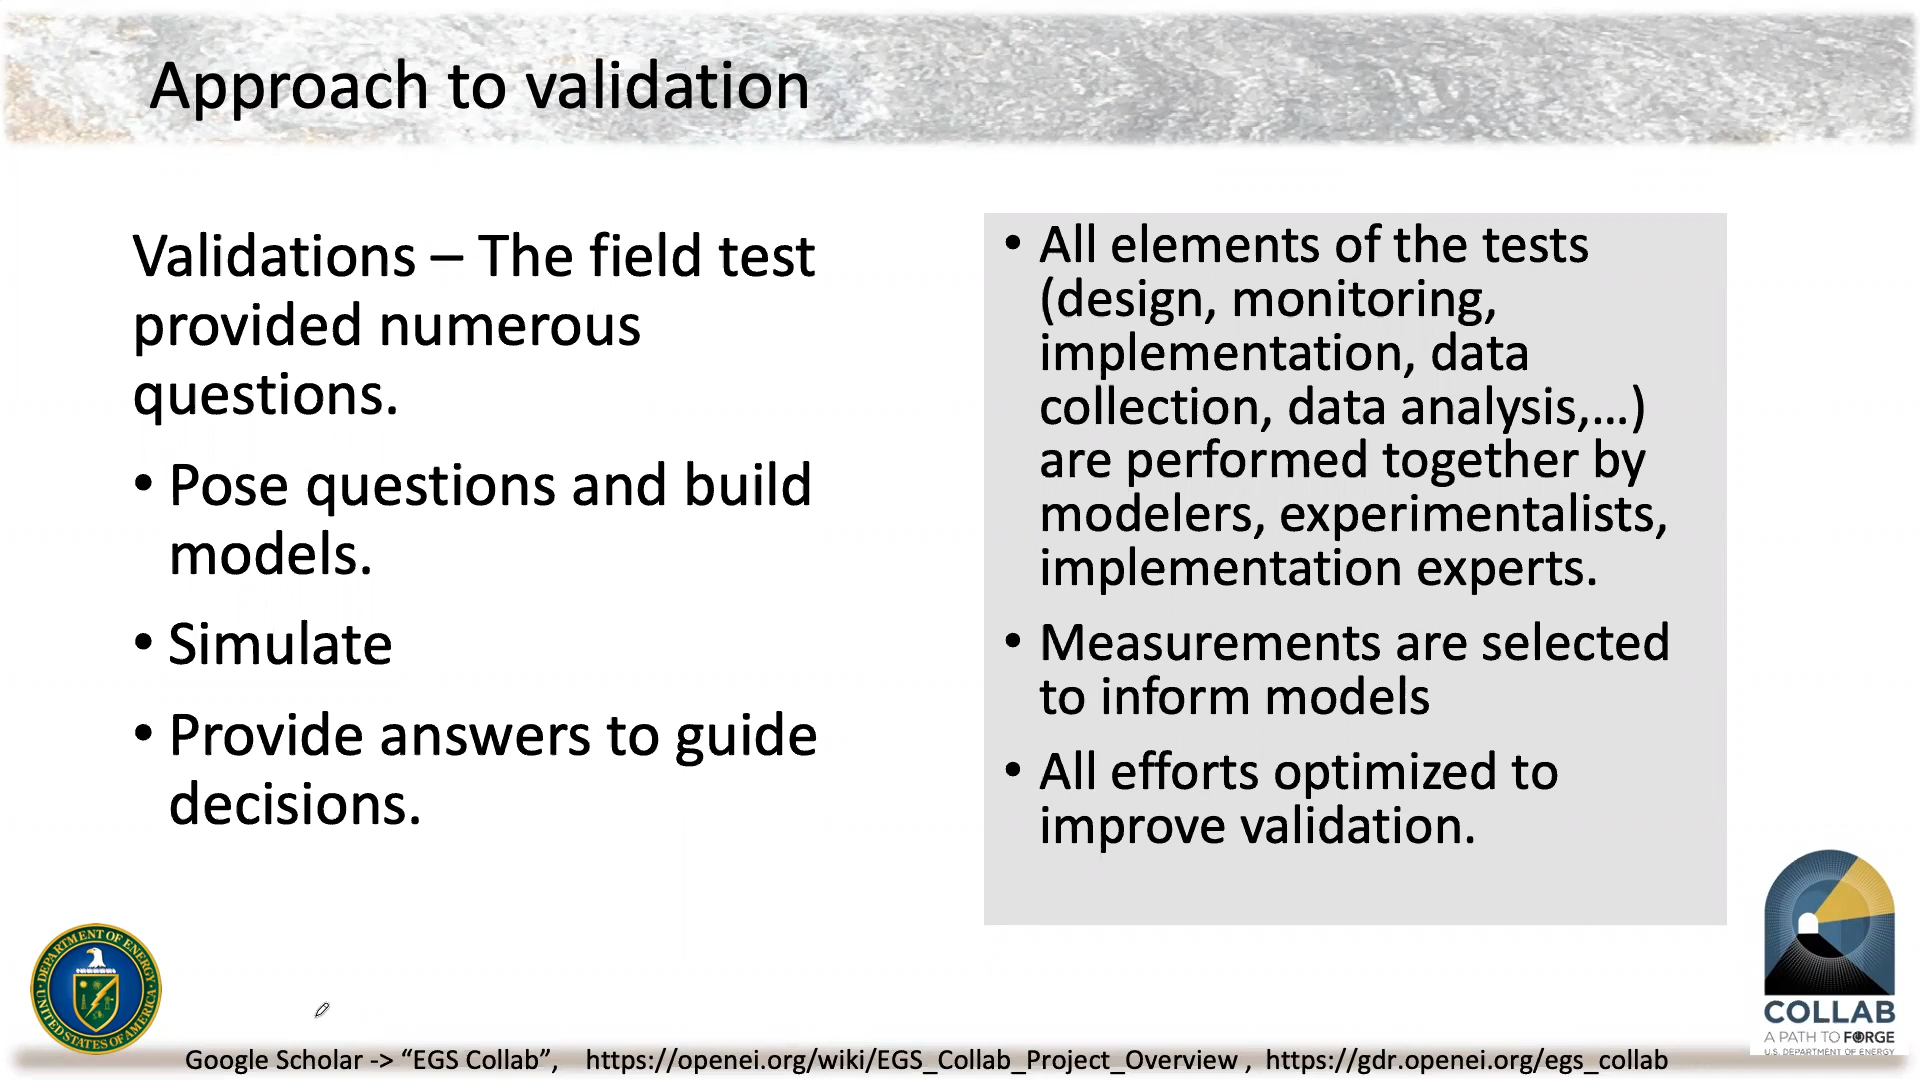 Approach to validation
Validations – The field test
provided numerous
questions.
• Pose questions and build
models.
• Simulate
• Provide answers to guide
decisions.
• All elements of the tests
(design, monitoring,
implementation, data
collection, data analysis,…)
are performed together by
modelers, experimentalists,
implementation experts.
• Measurements are selected
to inform models
• All efforts optimized to
improve validation.
DEPARTMENT OF ENERGY
UNITED STATES OF AMERICA
COLLAB
A PATH TO FORGE
U.S. DEPARTMENT OF ENERGY
Google Scholar -> “EGS Collab”, https://openei.org/wiki/EGS_Collab_Project_Overview , https://gdr.openei.org/egs_collab